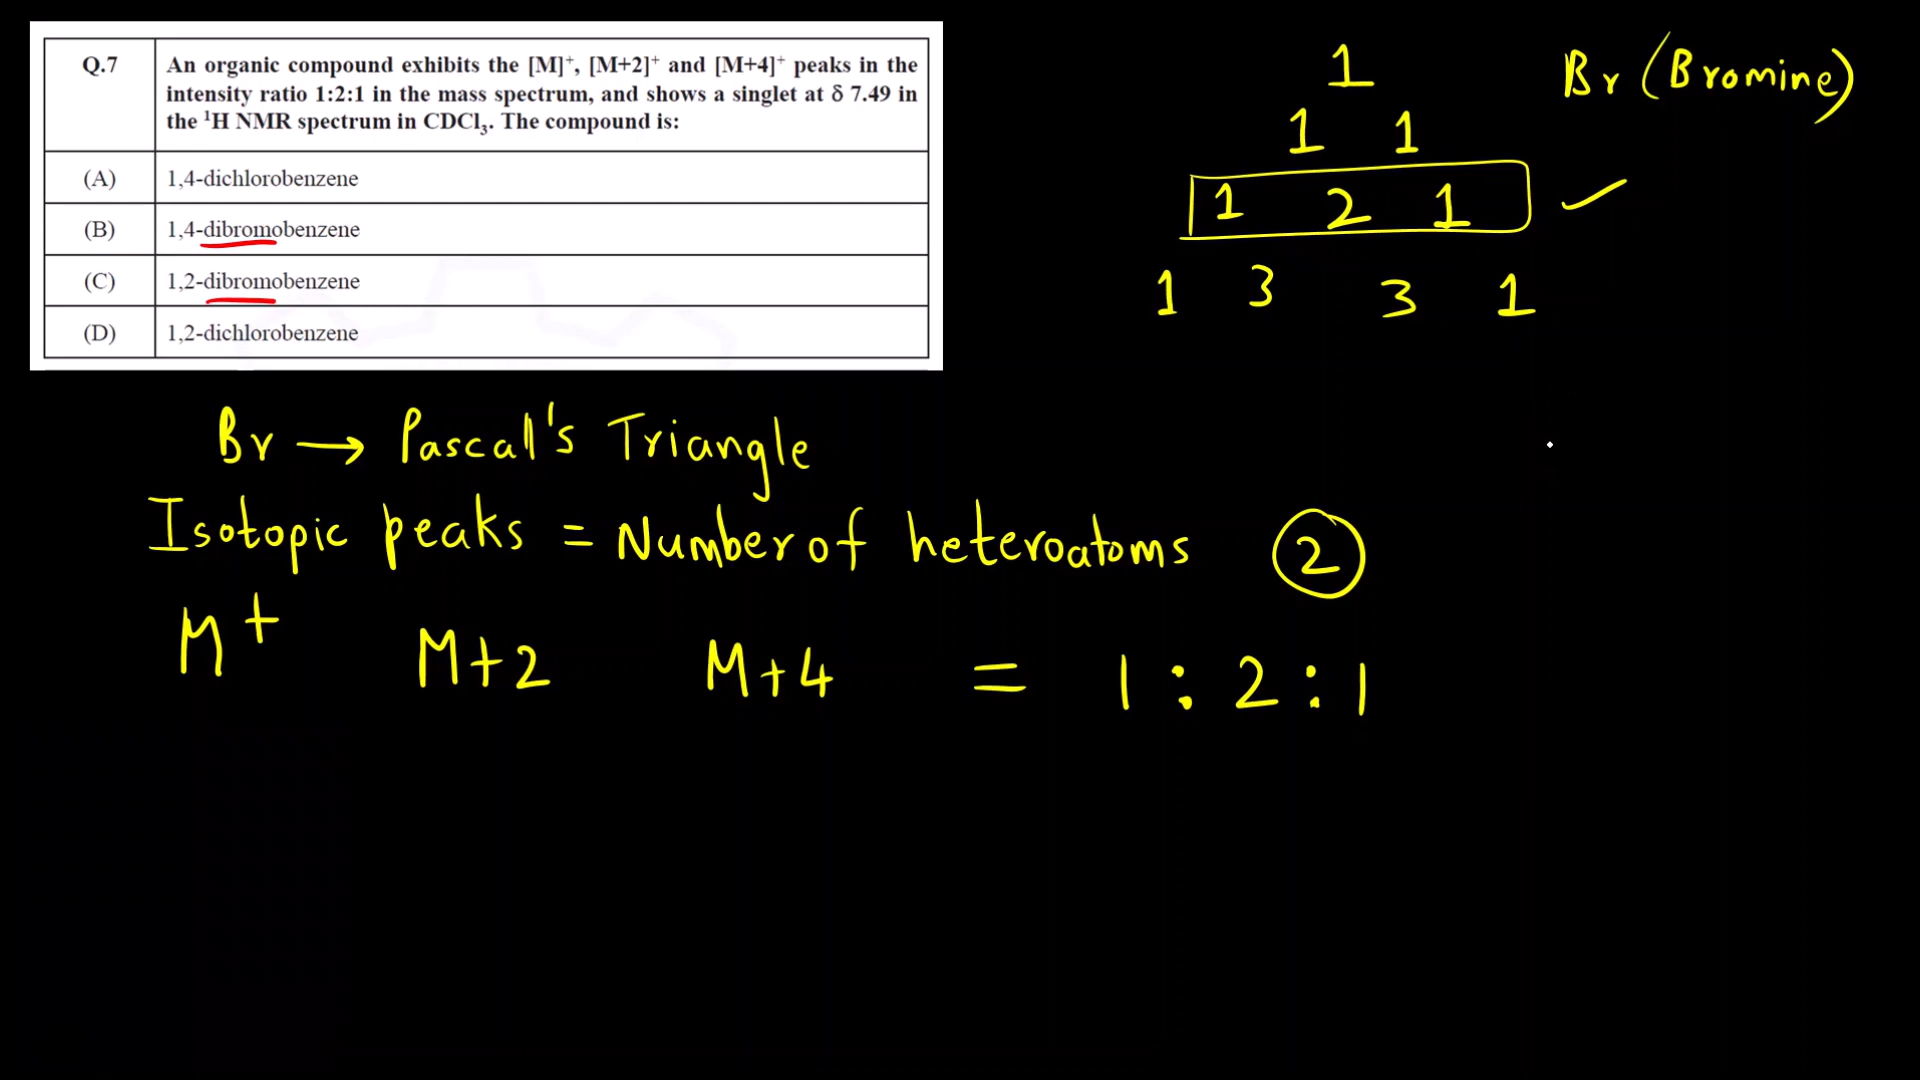 Q.7 An organic compound exhibits the [M]⁺, [M+2]⁺ and [M+4]⁺ peaks in the
intensity ratio 1:2:1 in the mass spectrum, and shows a singlet at δ 7.49 in
the ¹H NMR spectrum in CDCl₃. The compound is:
(A) 1,4-dichlorobenzene
(B) 1,4-dibromobenzene
(C) 1,2-dibromobenzene
(D) 1,2-dichlorobenzene
1
1 1
1 2 1
1 3 3 1
Br (Bromine)
Br → Pascal's Triangle
Isotopic peaks = Number of heteroatoms 2
M+ M+2 M+4 = 1 : 2 : 1